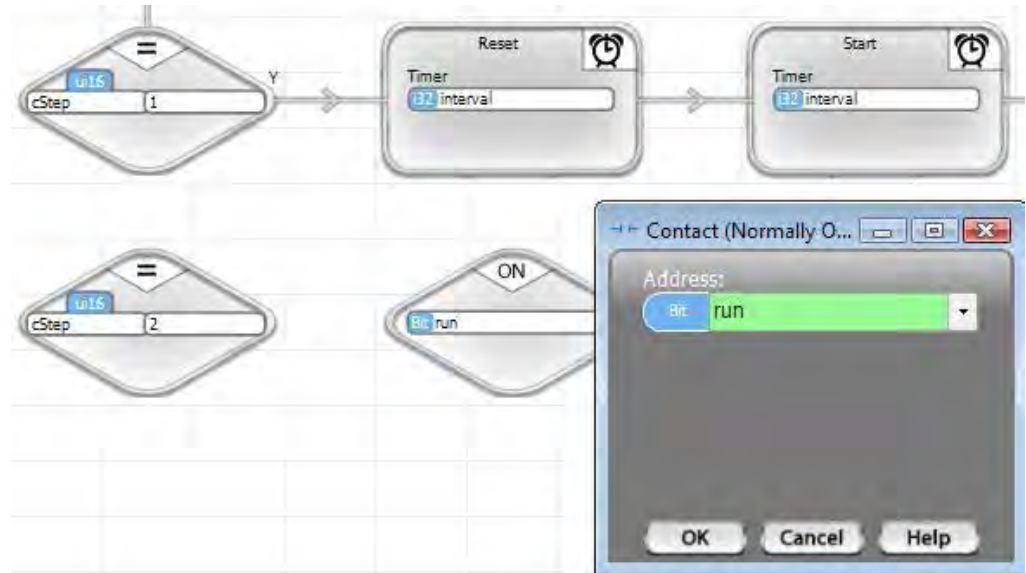 =
ui16
cStep 1
Y
Reset
Timer
i32 interval
Start
Timer
i32 interval
=
ui16
cStep 2
ON
Bit run
Contact (Normally O...
Address:
Bit run
OK Cancel Help